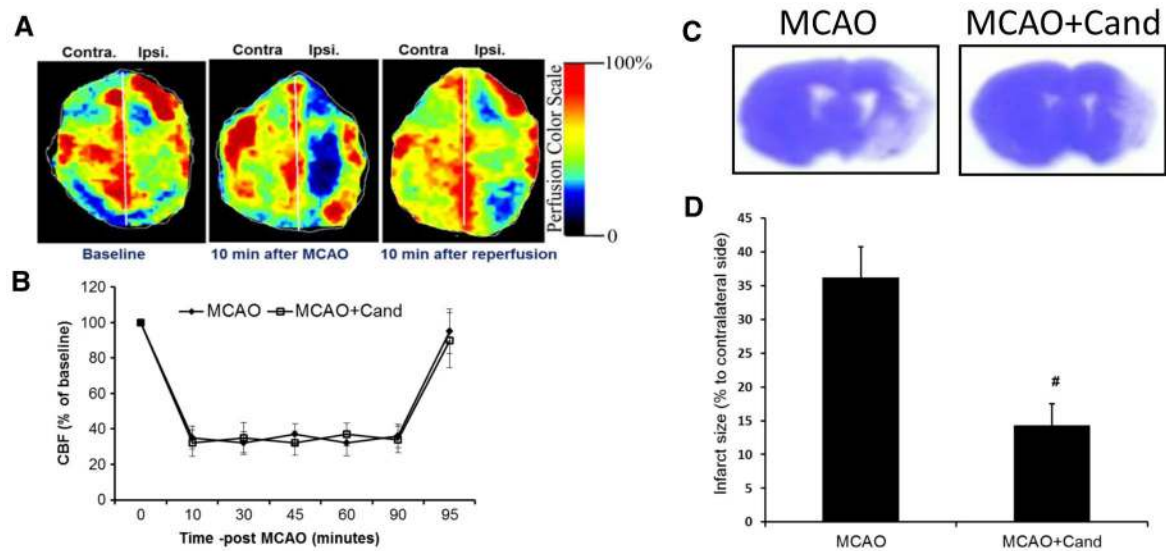 A
Contra. Ipsi.
Contra Ipsi.
Contra Ipsi.
100%
Perfusion Color Scale
0
Baseline
10 min after MCAO
10 min after reperfusion
B
MCAO MCAO+Cand
120
100
80
60
40
20
0
CBF (% of baseline)
0 10 30 45 60 90 95
Time -post MCAO (minutes)
C
MCAO MCAO+Cand
D
45
40
35
30
25
20
15
10
5
0
Infarct size (% to contralateral side)
#
MCAO MCAO+Cand